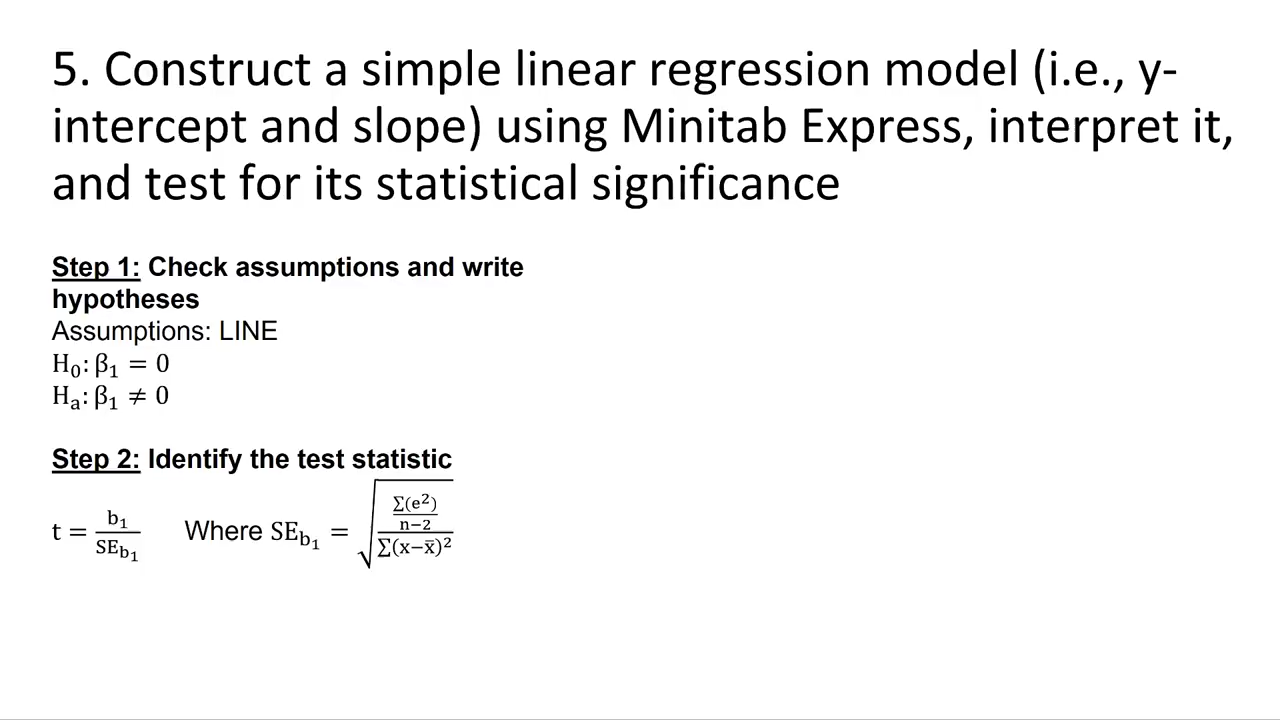 5. Construct a simple linear regression model (i.e., y-
intercept and slope) using Minitab Express, interpret it,
and test for its statistical significance
Step 1: Check assumptions and write
hypotheses
Assumptions: LINE
H₀: β₁ = 0
Hₐ: β₁ ≠ 0
Step 2: Identify the test statistic
t = b₁/SE_b₁ Where SE_b₁ = √((∑(e²)/(n−2))/∑(x−x̄)²)